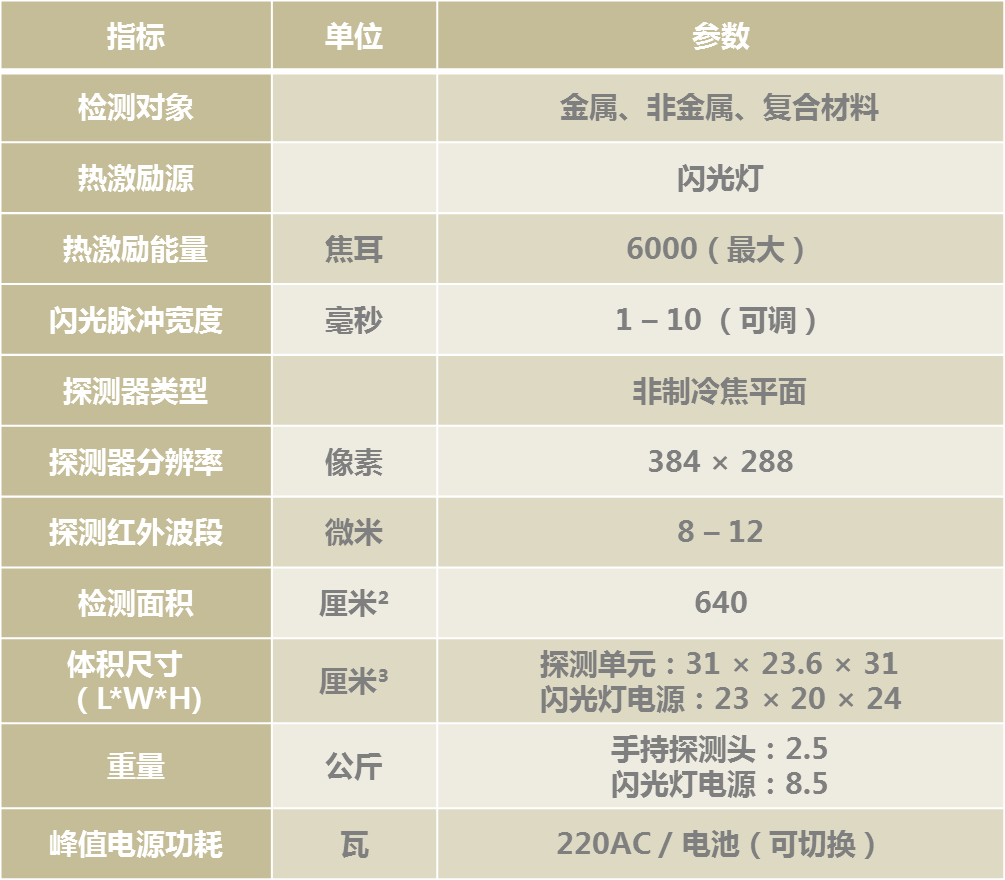 指标 单位 参数
检测对象 金属、非金属、复合材料
热激励源 闪光灯
热激励能量 焦耳 6000（最大）
闪光脉冲宽度 毫秒 1 – 10 （可调）
探测器类型 非制冷焦平面
探测器分辨率 像素 384 × 288
探测红外波段 微米 8 – 12
检测面积 厘米² 640
体积尺寸
（L*W*H) 厘米³ 探测单元：31 × 23.6 × 31
闪光灯电源：23 × 20 × 24
重量 公斤 手持探测头：2.5
闪光灯电源：8.5
峰值电源功耗 瓦 220AC / 电池（可切换）